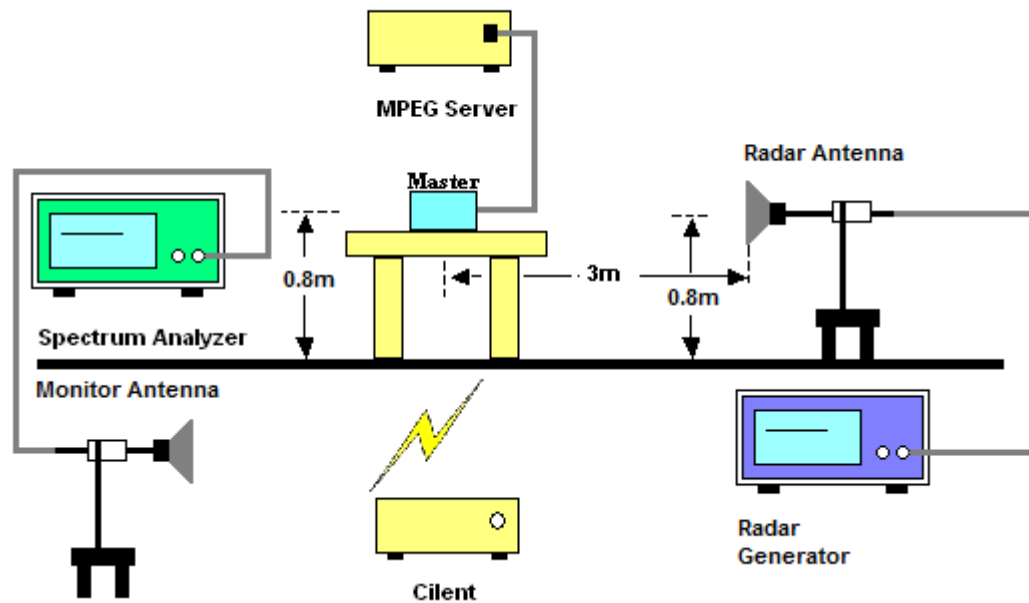 MPEG Server
Master
Radar Antenna
0.8m
3m
0.8m
Spectrum Analyzer
Monitor Antenna
Radar
Generator
Cilent